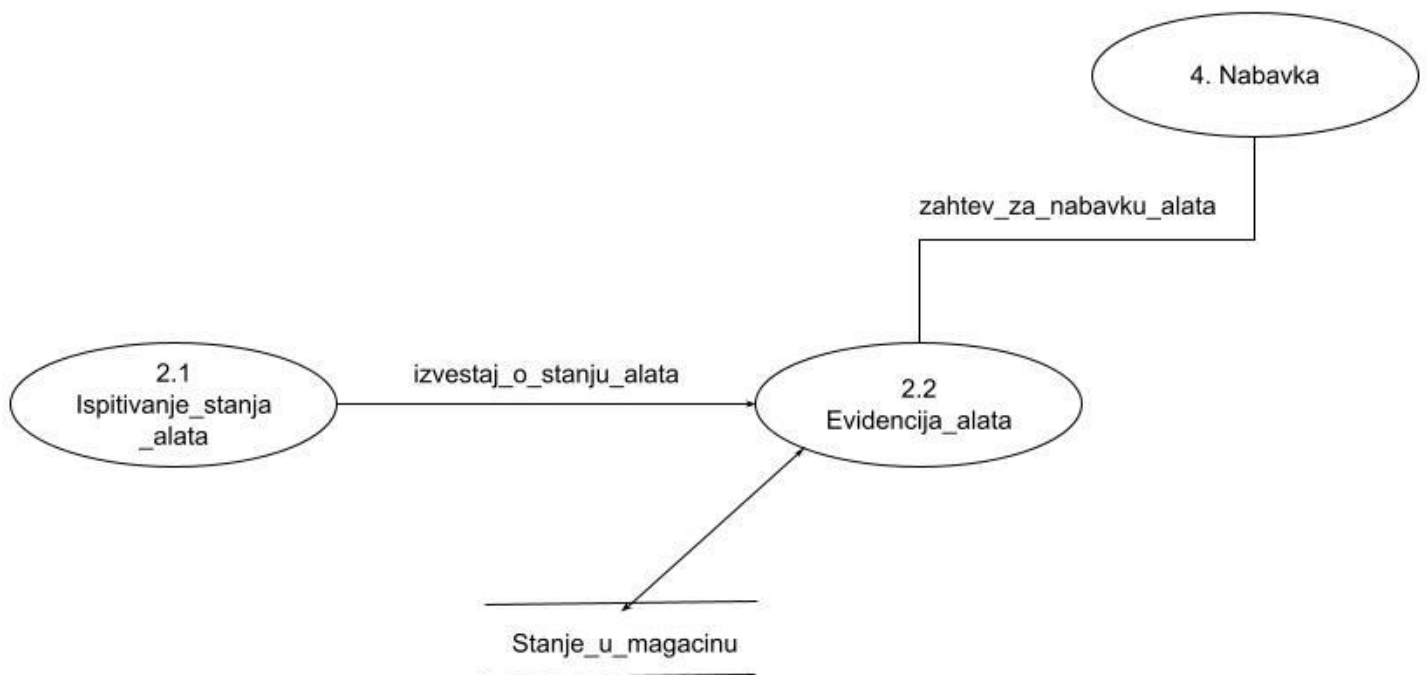 4. Nabavka
zahtev_za_nabavku_alata
2.1
Ispitivanje_stanja
_alata
izvestaj_o_stanju_alata
2.2
Evidencija_alata
Stanje_u_magacinu